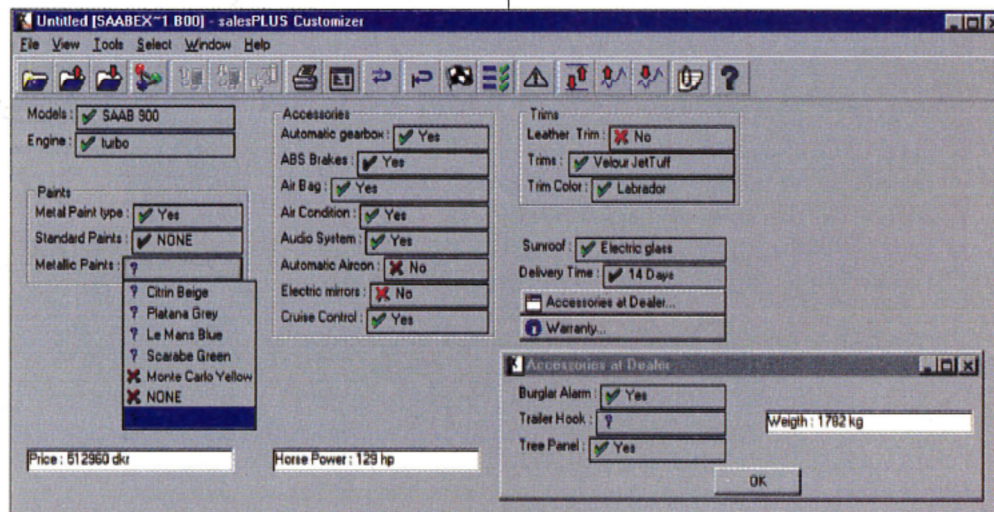 Untitled [SAABEX~1.B00] - salesPLUS Customizer
File View Tools Select Window Help
Models : SAAB 900
Engine : turbo
Paints
Metal Paint type : Yes
Standard Paints : NONE
Metallic Paints : ?
? Citrin Beige
? Platana Grey
? Le Mans Blue
? Scarabe Green
Monte Carlo Yellow
NONE
Price : 512960 dkr
Accessories
Automatic gearbox : Yes
ABS Brakes : Yes
Air Bag : Yes
Air Condition : Yes
Audio System : Yes
Automatic Aircon : No
Electric mirrors : No
Cruise Control : Yes
Horse Power : 129 hp
Trims
Leather Trim : No
Trims : Velour JetTuff
Trim Color : Labrador
Sunroof : Electric glass
Delivery Time : 14 Days
Accessories at Dealer...
Warranty...
Accessories at Dealer
Burglar Alarm : Yes
Trailer Hook : ?
Tree Panel : Yes
Weigth : 1782 kg
OK